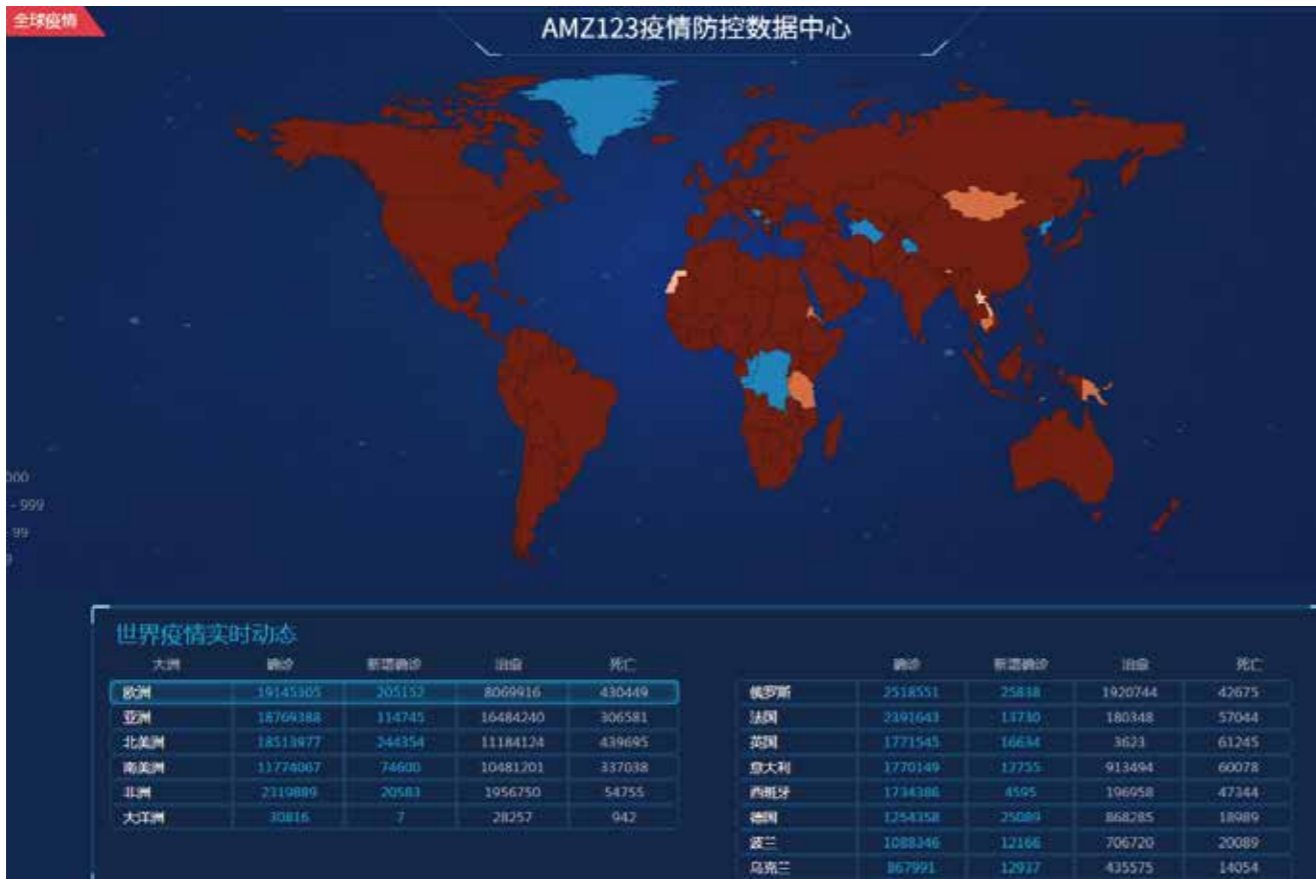 全球疫情
AMZ123疫情防控数据中心
000
- 999
- 99
9
世界疫情实时动态
大洲 确诊 新增确诊 治愈 死亡
欧洲 19145305 205152 8069916 430449
亚洲 18769388 114745 16484240 306581
北美洲 18513977 244354 11184124 439695
南美洲 11774067 74600 10481201 337038
非洲 2319889 20583 1956750 54755
大洋洲 30816 7 28257 942
确诊 新增确诊 治愈 死亡
俄罗斯 2518551 25838 1920744 42675
法国 2391643 13730 180348 57044
英国 1771545 16634 3623 61245
意大利 1770149 12755 913494 60078
西班牙 1734386 4595 196958 47344
德国 1254358 25089 868285 18989
波兰 1088346 12166 706720 20089
乌克兰 867991 12937 435575 14054